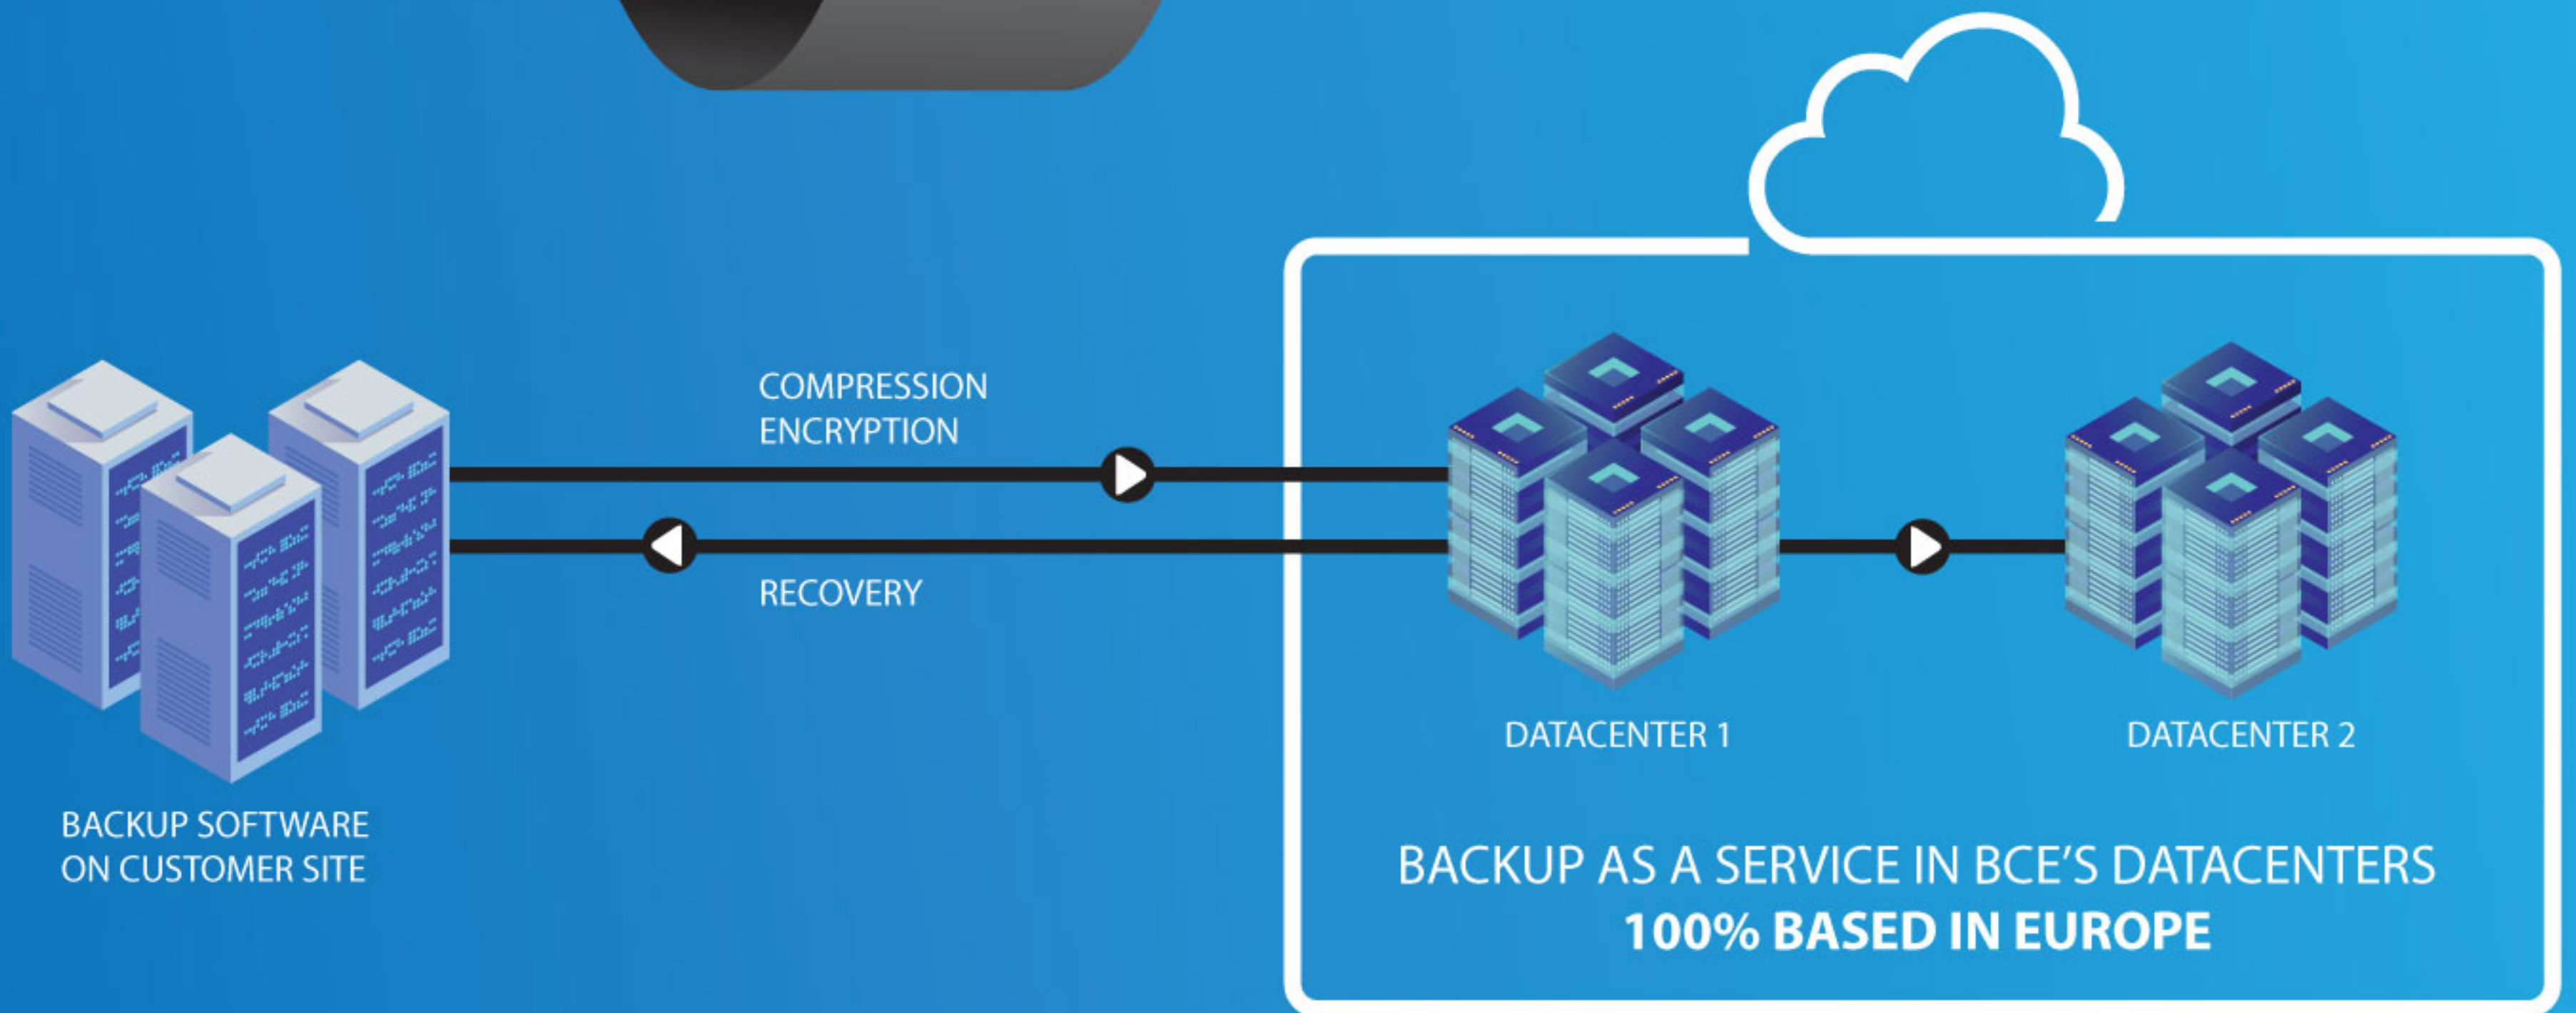 COMPRESSION
ENCRYPTION
RECOVERY
BACKUP SOFTWARE
ON CUSTOMER SITE
DATACENTER 1
DATACENTER 2
BACKUP AS A SERVICE IN BCE'S DATACENTERS
100% BASED IN EUROPE